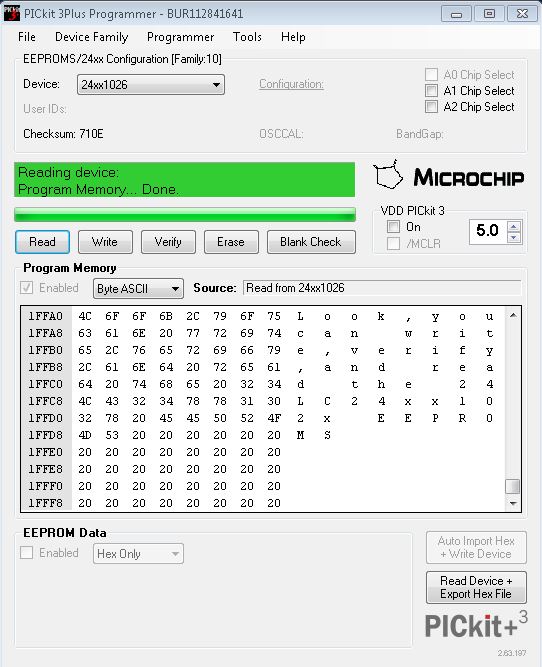 PICkit 3Plus Programmer - BUR112841641
File Device Family Programmer Tools Help
EEPROMS/24xx Configuration [Family:10]
Device: 24xx1026 Configuration: A0 Chip Select
A1 Chip Select
User IDs: A2 Chip Select
Checksum: 710E OSCCAL: BandGap:
Reading device:
Program Memory... Done.
MICROCHIP
VDD PICkit 3
On
/MCLR
5.0
Read Write Verify Erase Blank Check
Program Memory
Enabled Byte ASCII Source: Read from 24xx1026
1FFA0 4C 6F 6F 6B 2C 79 6F 75 L o o k , y o u
1FFA8 63 61 6E 20 77 72 69 74 c a n w r i t
1FFB0 65 2C 76 65 72 69 66 79 e , v e r i f y
1FFB8 2C 61 6E 64 20 72 65 61 , a n d r e a
1FFC0 64 20 74 68 65 20 32 34 d t h e 2 4
1FFC8 4C 43 32 34 78 78 31 30 L C 2 4 x x 1 0
1FFD0 32 78 20 45 45 50 52 4F 2 x E E P R O
1FFD8 4D 53 20 20 20 20 20 20 M S
1FFE0 20 20 20 20 20 20 20 20
1FFE8 20 20 20 20 20 20 20 20
1FFF0 20 20 20 20 20 20 20 20
1FFF8 20 20 20 20 20 20 20 20
EEPROM Data
Enabled Hex Only
Auto Import Hex
+ Write Device
Read Device +
Export Hex File
PICkit+3
2.63.197